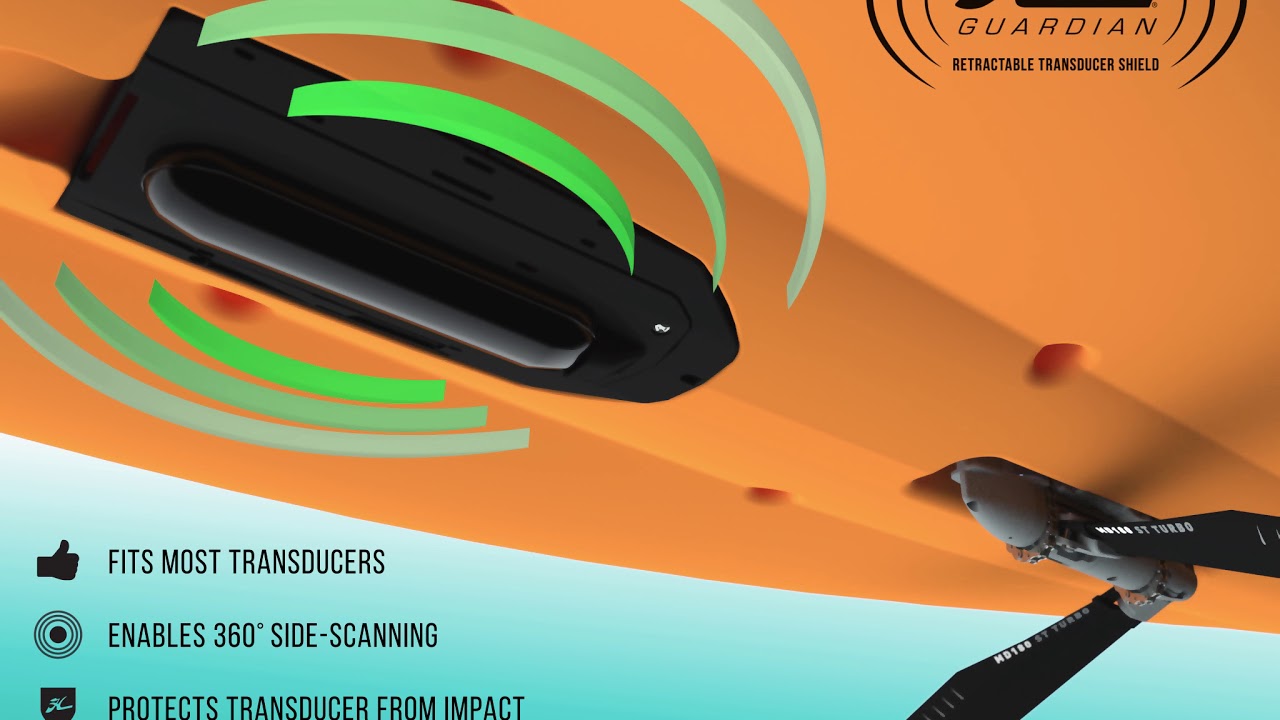 GUARDIAN
RETRACTABLE TRANSDUCER SHIELD
MD180 ST TURBO
MD180 ST TURBO
FITS MOST TRANSDUCERS
ENABLES 360° SIDE-SCANNING
PROTECTS TRANSDUCER FROM IMPACT